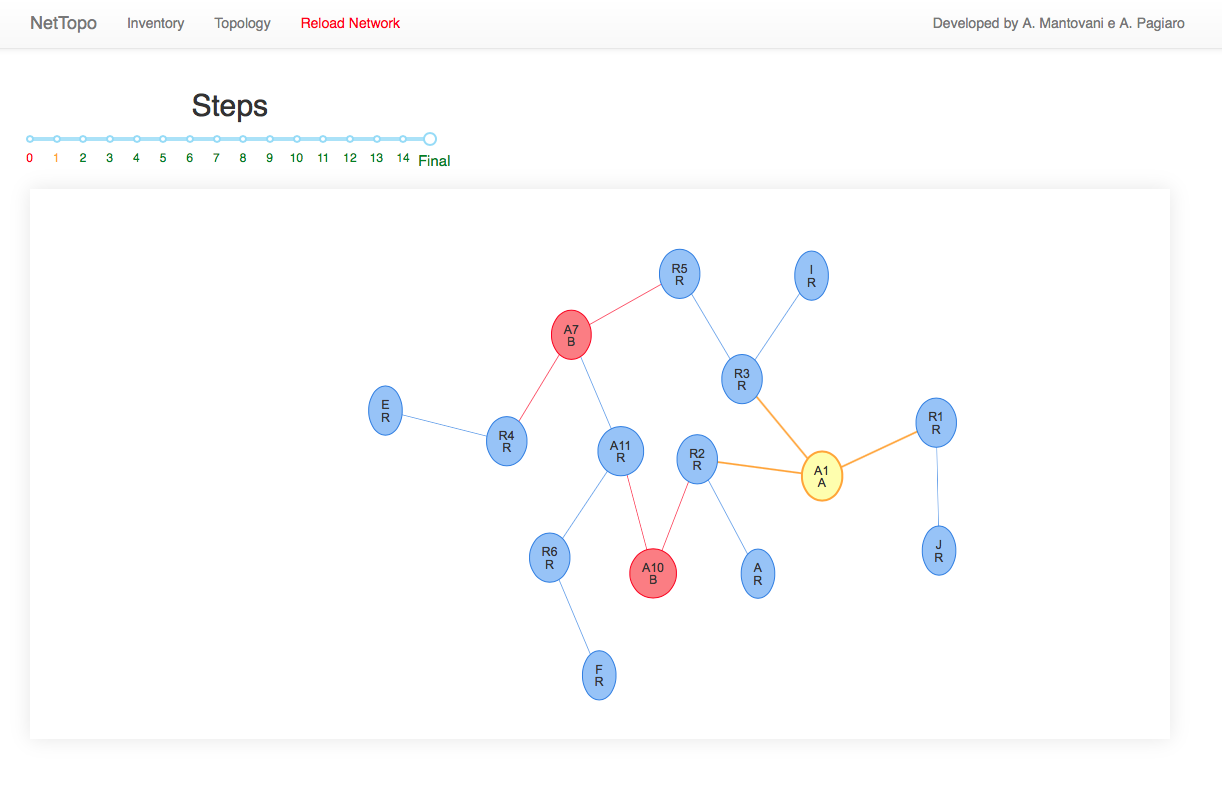 NetTopo Inventory Topology Reload Network Developed by A. Mantovani e A. Pagiaro
Steps
0 1 2 3 4 5 6 7 8 9 10 11 12 13 14 Final
R5
R
I
R
A7
B
R3
R
E
R
R1
R
R4
R
A11
R
R2
R
A1
A
J
R
R6
R
A10
B
A
R
F
R